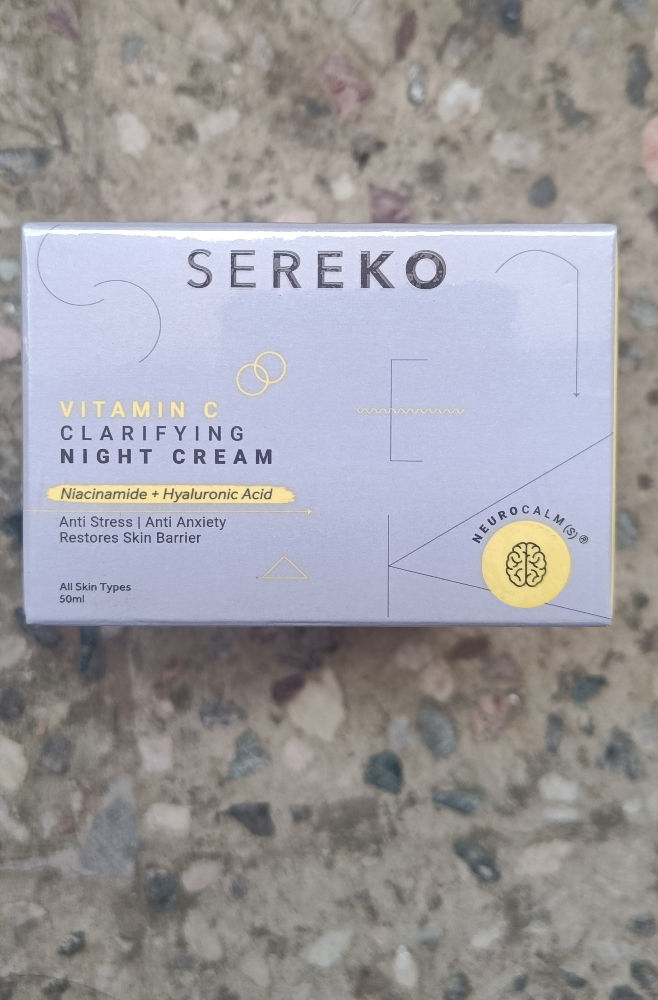 SEREKO
VITAMIN C
CLARIFYING
NIGHT CREAM
Niacinamide + Hyaluronic Acid
Anti Stress | Anti Anxiety
Restores Skin Barrier
All Skin Types
50ml
NEUROCALM(S)®